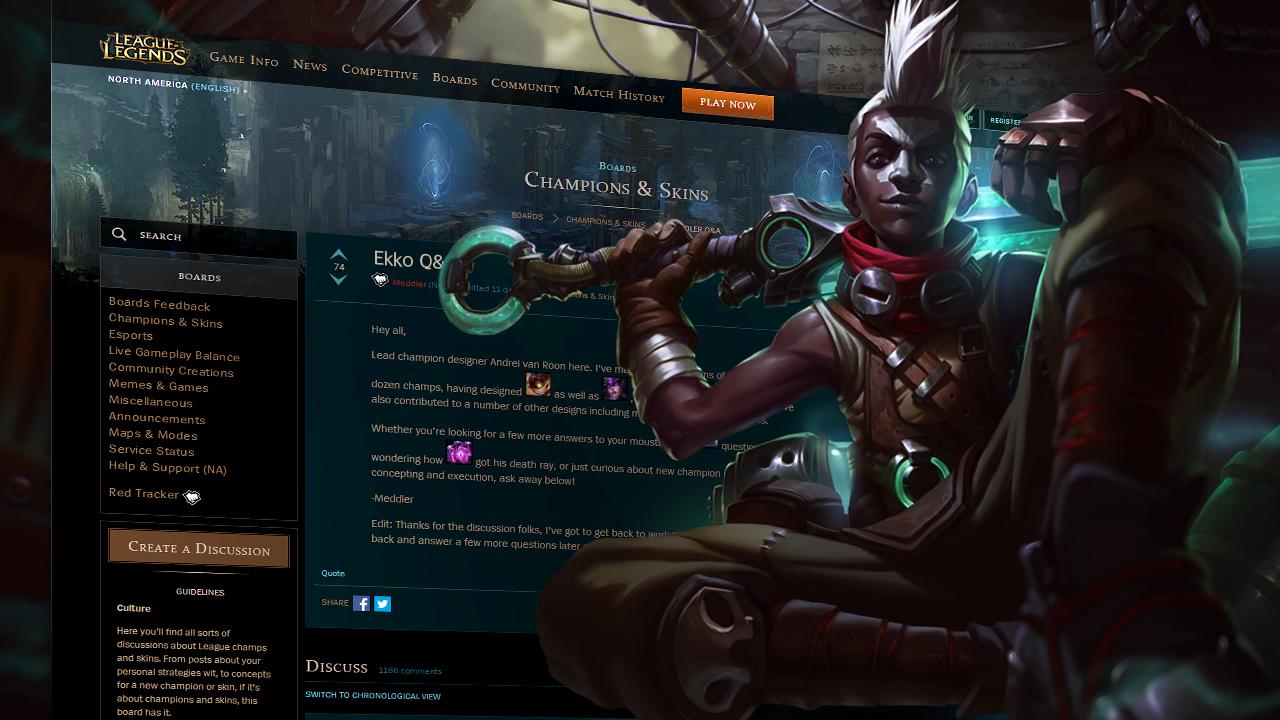 LEAGUE OF LEGENDS
GAME INFO NEWS COMPETITIVE BOARDS COMMUNITY MATCH HISTORY PLAY NOW
NORTH AMERICA (ENGLISH)
REGISTER
BOARDS
CHAMPIONS & SKINS
BOARDS > CHAMPIONS & SKINS Q&A
SEARCH
BOARDS
Boards Feedback
Champions & Skins
Esports
Live Gameplay Balance
Community Creations
Memes & Games
Miscellaneous
Announcements
Maps & Modes
Service Status
Help & Support (NA)
Red Tracker
CREATE A DISCUSSION
GUIDELINES
Culture
Here you'll find all sorts of
discussions about League champs
and skins. From posts about your
personal strategies wit, to concepts
for a new champion or skin, if it's
about champions and skins, this
board has it.
74
Ekko Q&
Meddler
Hey all,
Lead champion designer Andrei van Roon here. I've
dozen champs, having designed as well as
also contributed to a number of other designs including
Whether you're looking for a few more answers to your
wondering how got his death ray, or just curious about new champion
concepting and execution, ask away below!
-Meddler
Edit: Thanks for the discussion folks, I've got to get back to
back and answer a few more questions later
Quote
SHARE
DISCUSS 1186 comments
SWITCH TO CHRONOLOGICAL VIEW